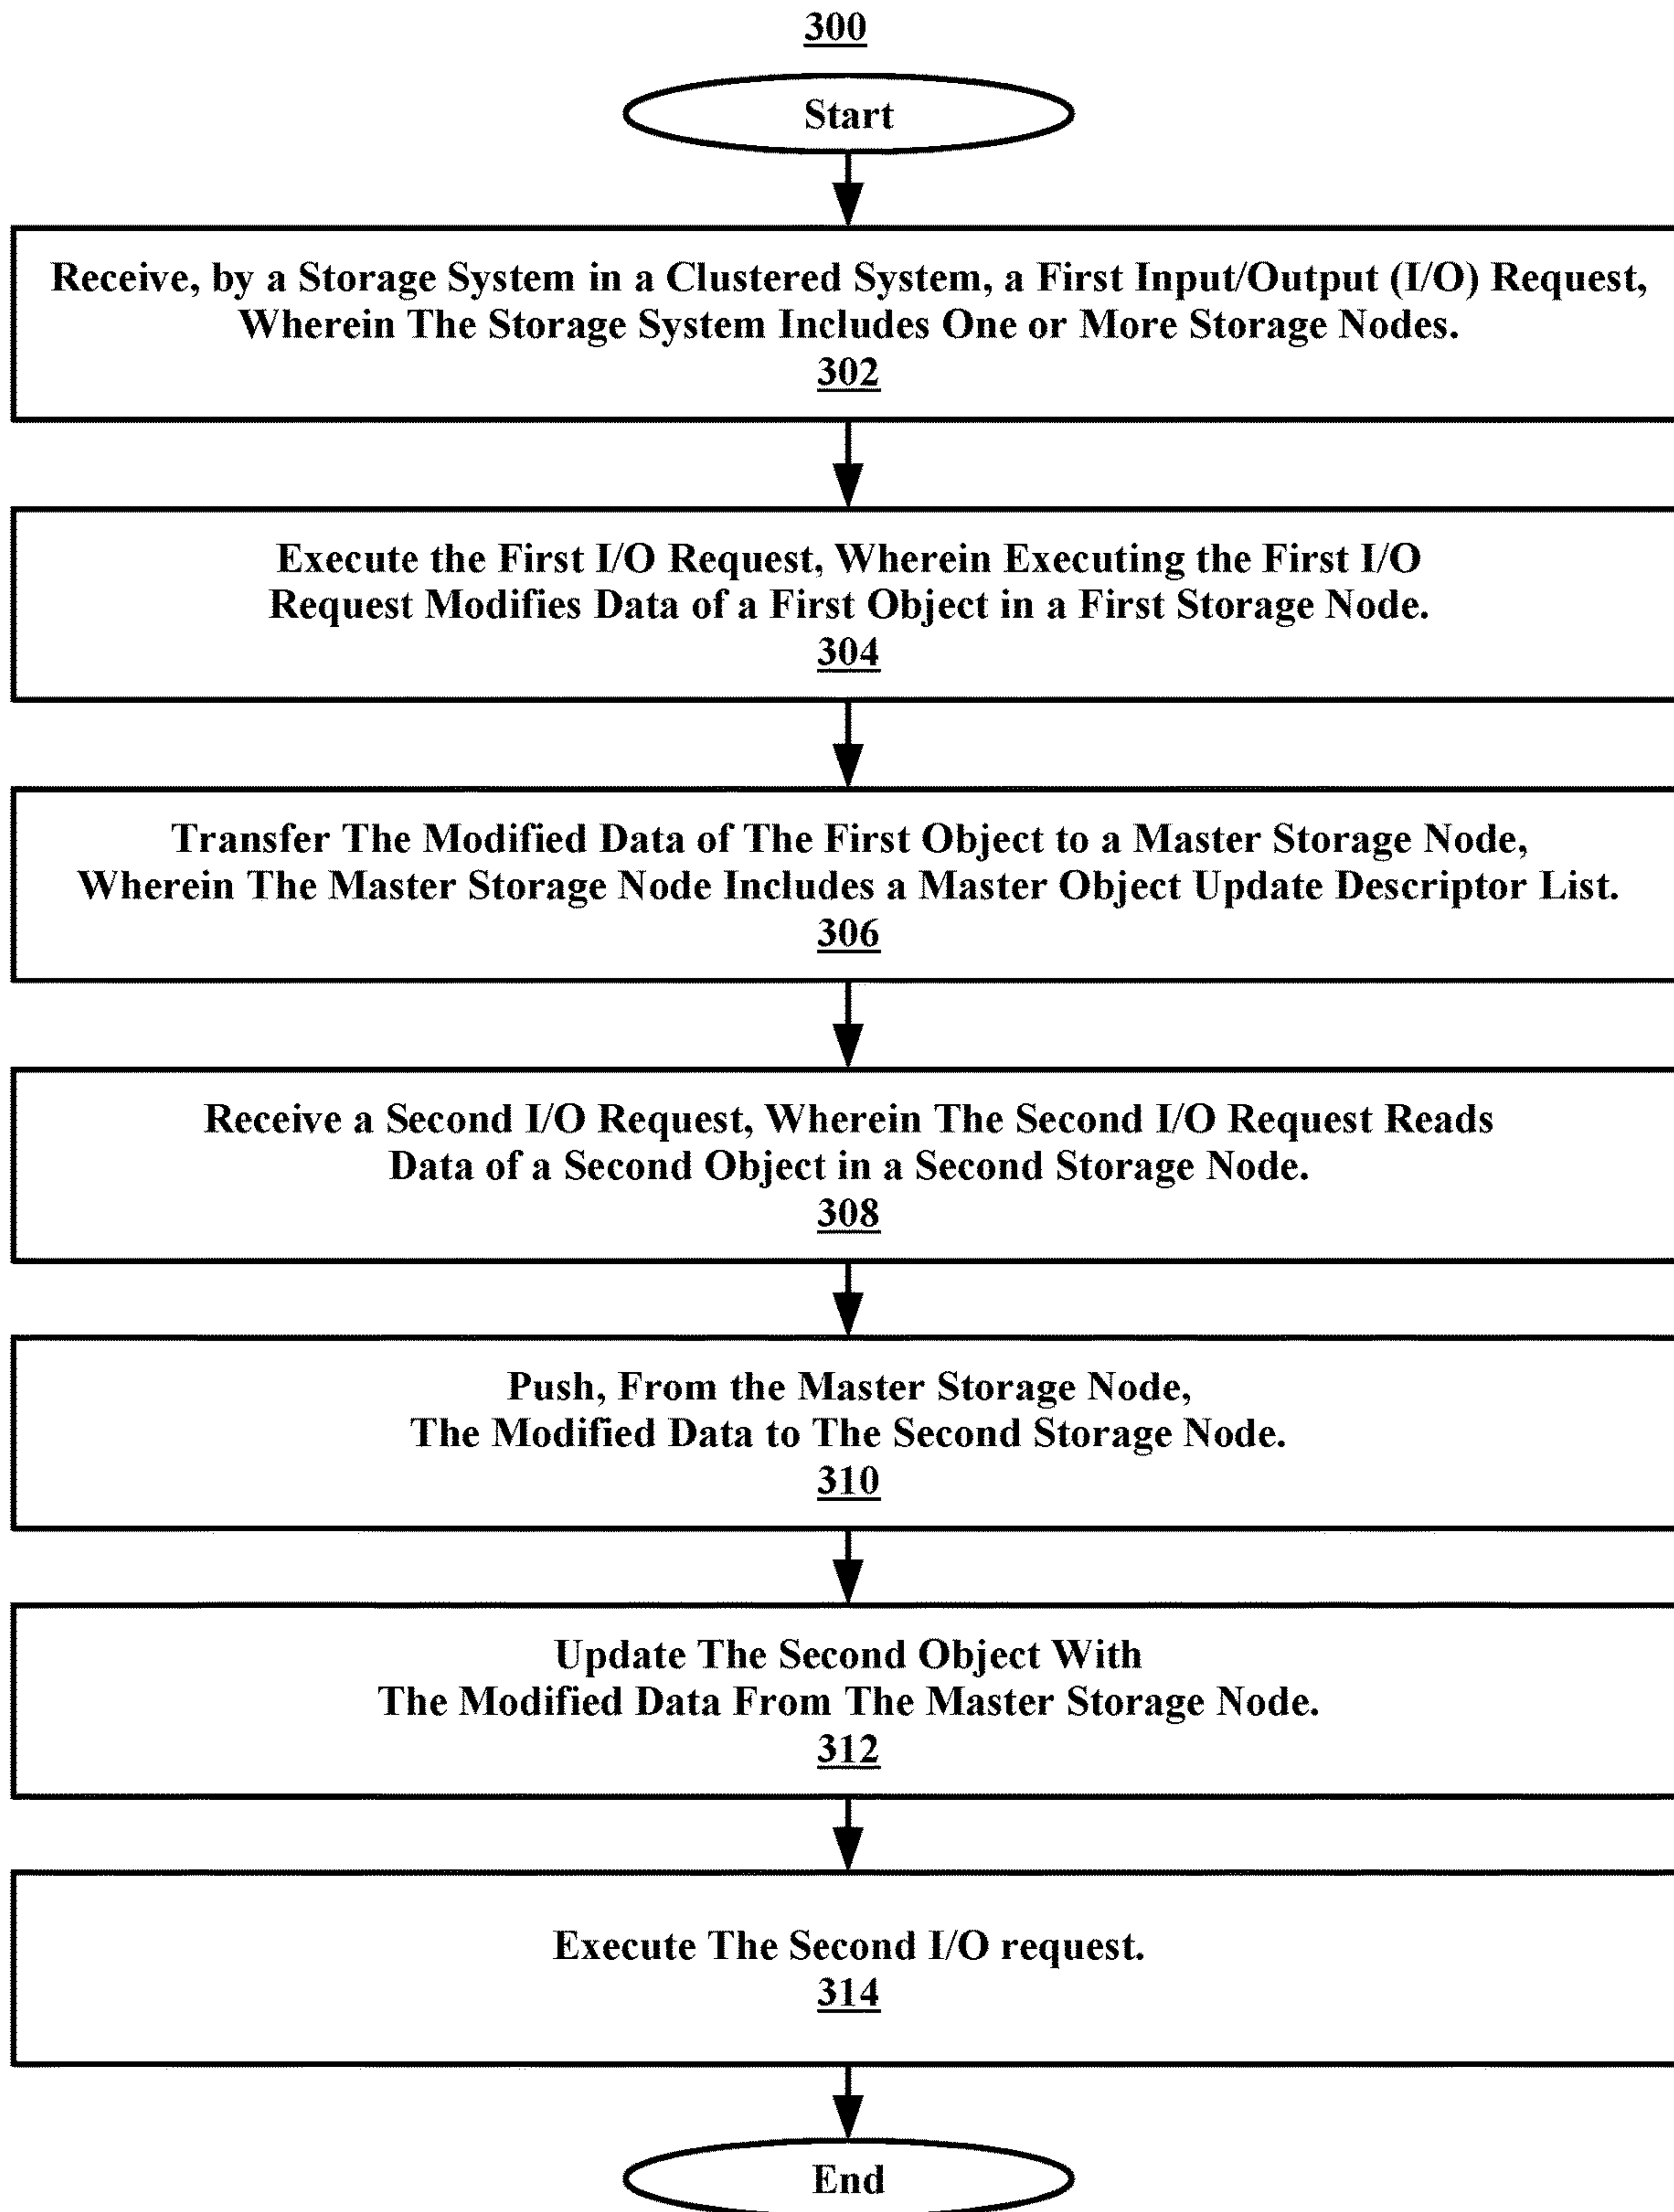 300
Start
Receive, by a Storage System in a Clustered System, a First Input/Output (I/O) Request,
Wherein The Storage System Includes One or More Storage Nodes.
302
Execute the First I/O Request, Wherein Executing the First I/O
Request Modifies Data of a First Object in a First Storage Node.
304
Transfer The Modified Data of The First Object to a Master Storage Node,
Wherein The Master Storage Node Includes a Master Object Update Descriptor List.
306
Receive a Second I/O Request, Wherein The Second I/O Request Reads
Data of a Second Object in a Second Storage Node.
308
Push, From the Master Storage Node,
The Modified Data to The Second Storage Node.
310
Update The Second Object With
The Modified Data From The Master Storage Node.
312
Execute The Second I/O request.
314
End